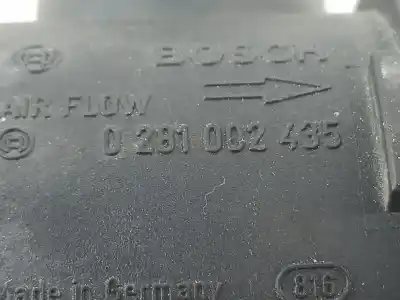 BOSCH
AIR FLOW
0 281 002 435
Made in Germany 816